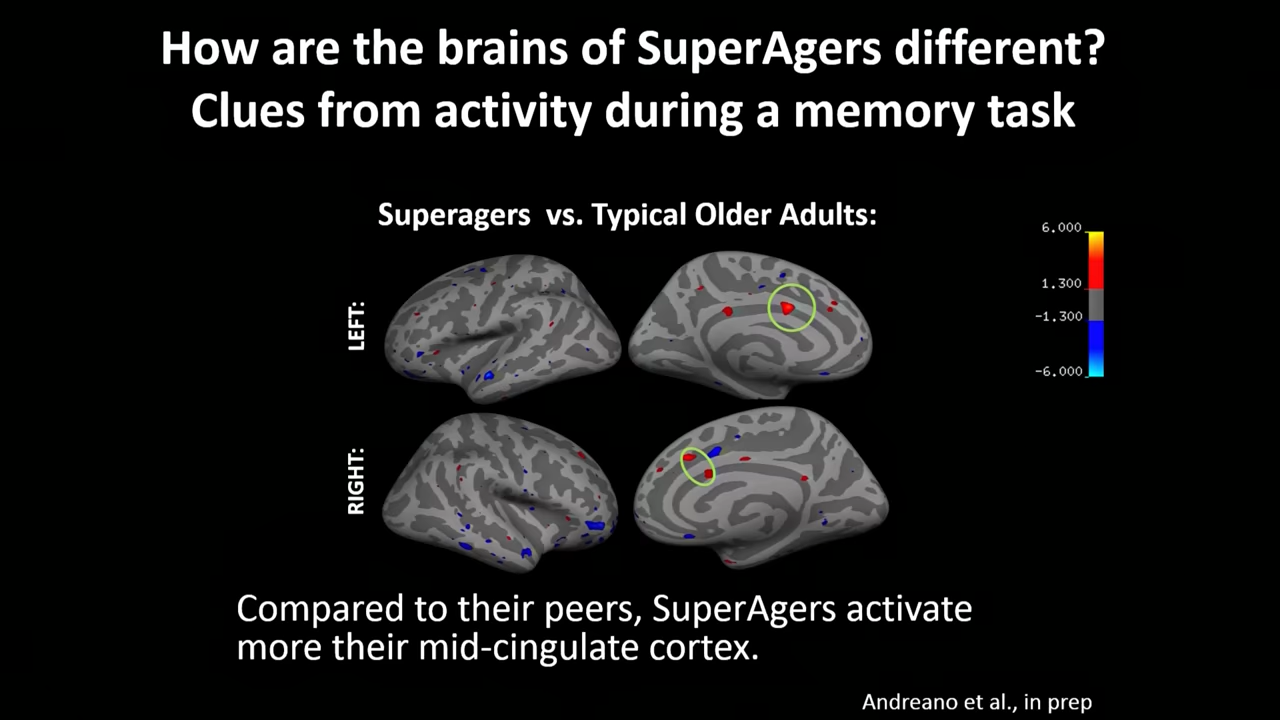 How are the brains of SuperAgers different?
Clues from activity during a memory task
Superagers vs. Typical Older Adults:
6.000
1.300
-1.300
-6.000
LEFT:
RIGHT:
Compared to their peers, SuperAgers activate
more their mid-cingulate cortex.
Andreano et al., in prep